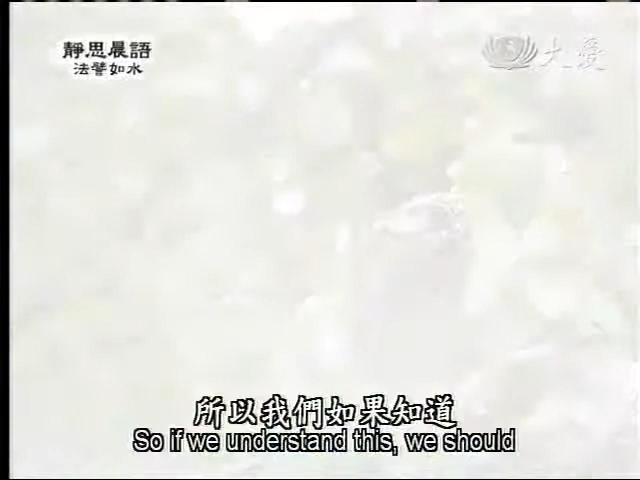 靜思晨語
法譬如水
大愛
所以我們如果知道
So if we understand this, we should